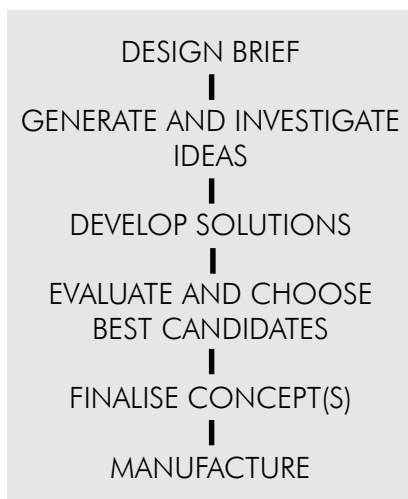 DESIGN BRIEF
GENERATE AND INVESTIGATE
IDEAS
DEVELOP SOLUTIONS
EVALUATE AND CHOOSE
BEST CANDIDATES
FINALISE CONCEPT(S)
MANUFACTURE